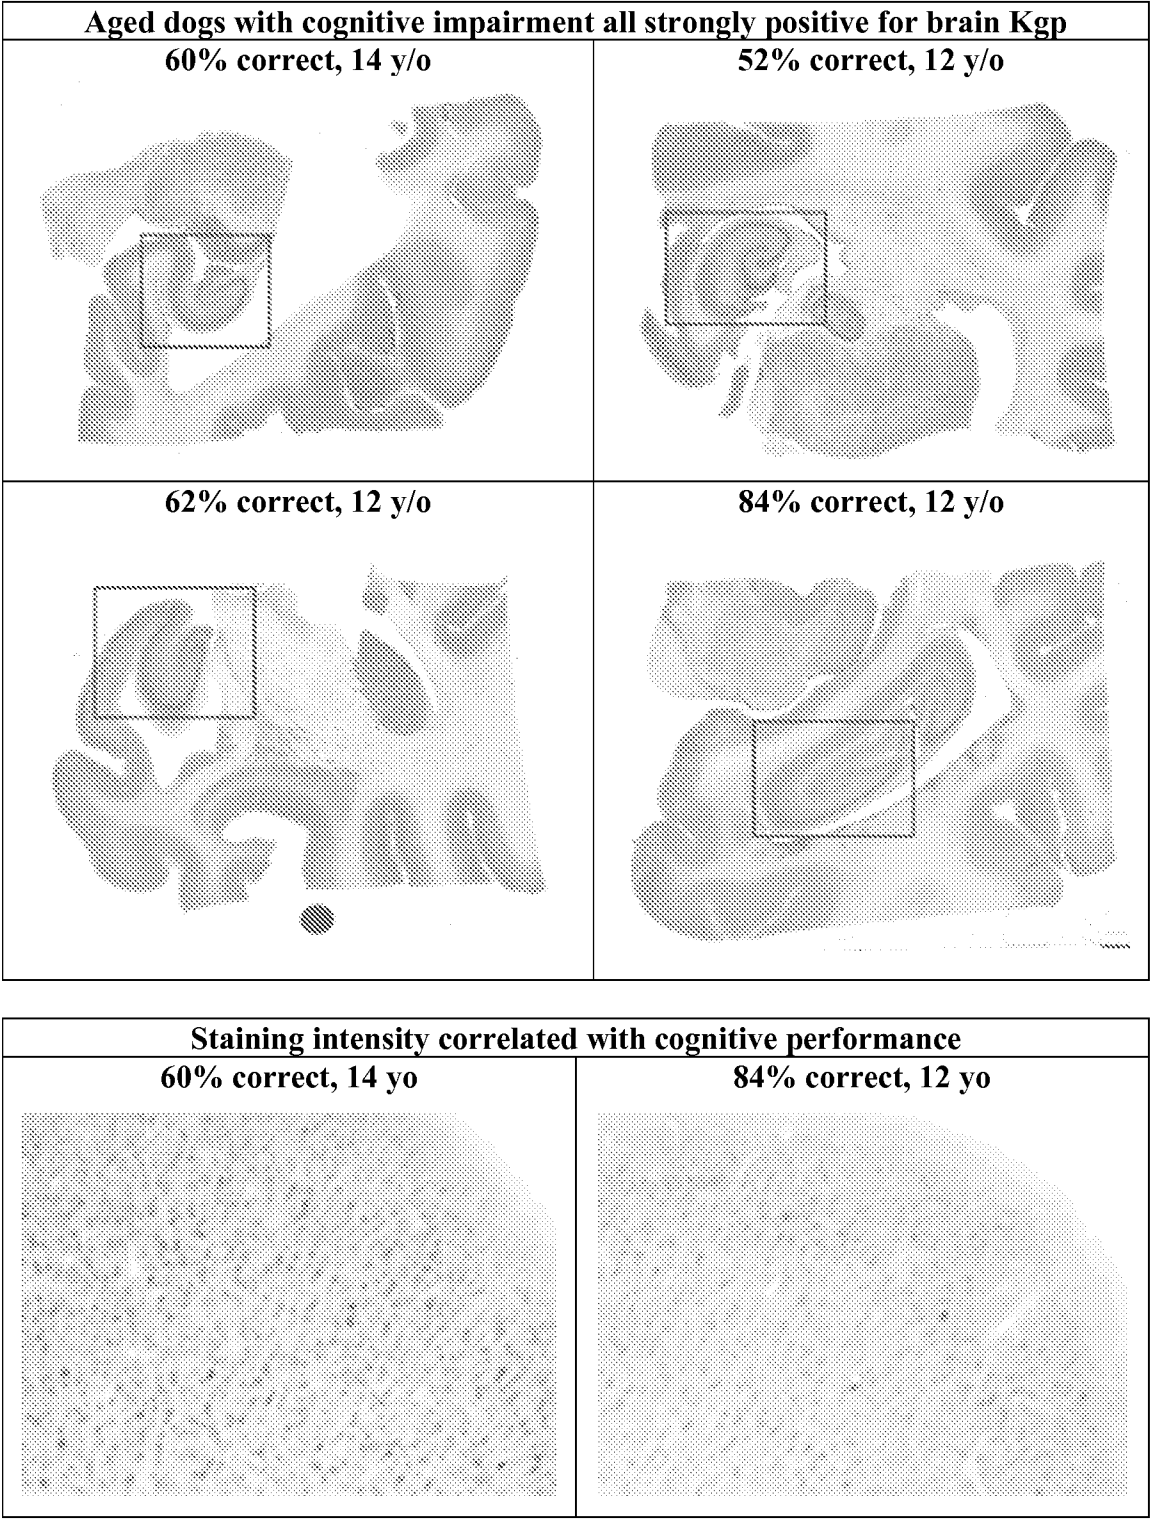 Aged dogs with cognitive impairment all strongly positive for brain Kgp
60% correct, 14 y/o
52% correct, 12 y/o
62% correct, 12 y/o
84% correct, 12 y/o
Staining intensity correlated with cognitive performance
60% correct, 14 yo
84% correct, 12 yo